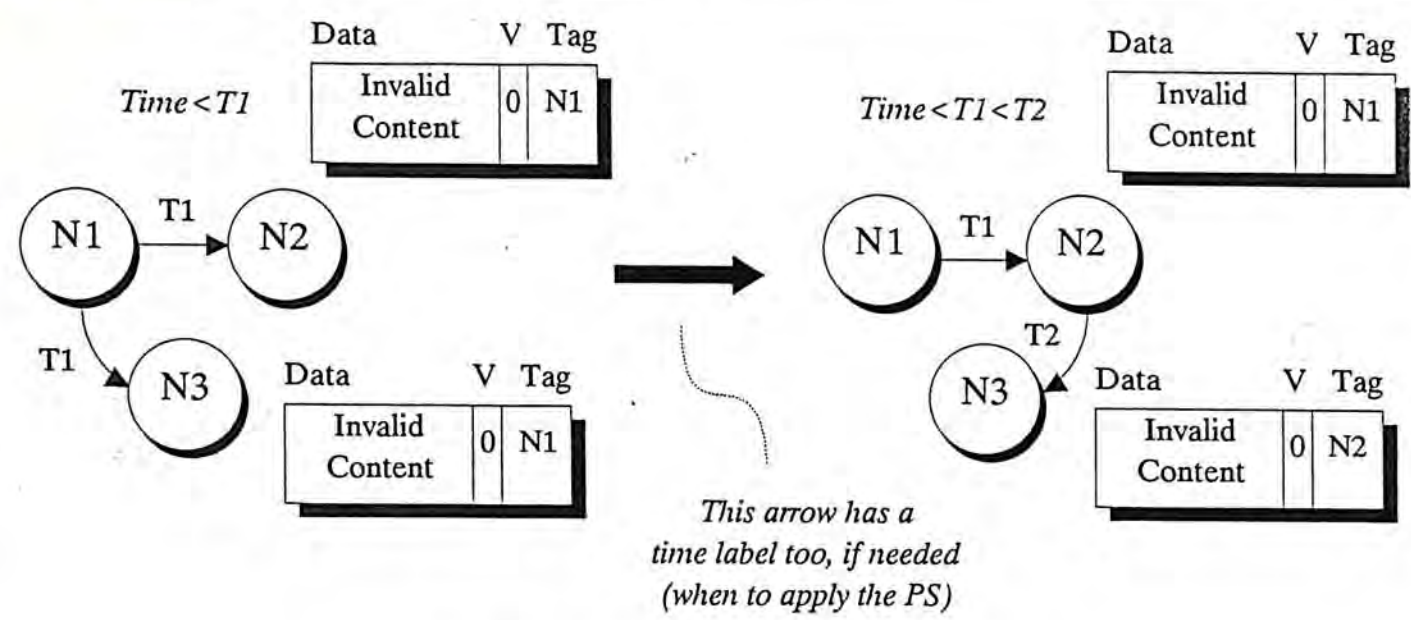 Data V Tag
Time<T1
Invalid Content 0 N1
N1 T1 N2
T1 N3
Data V Tag
Invalid Content 0 N1
This arrow has a
time label too, if needed
(when to apply the PS)
Data V Tag
Time<T1<T2
Invalid Content 0 N1
N1 T1 N2
T2
N3
Data V Tag
Invalid Content 0 N2